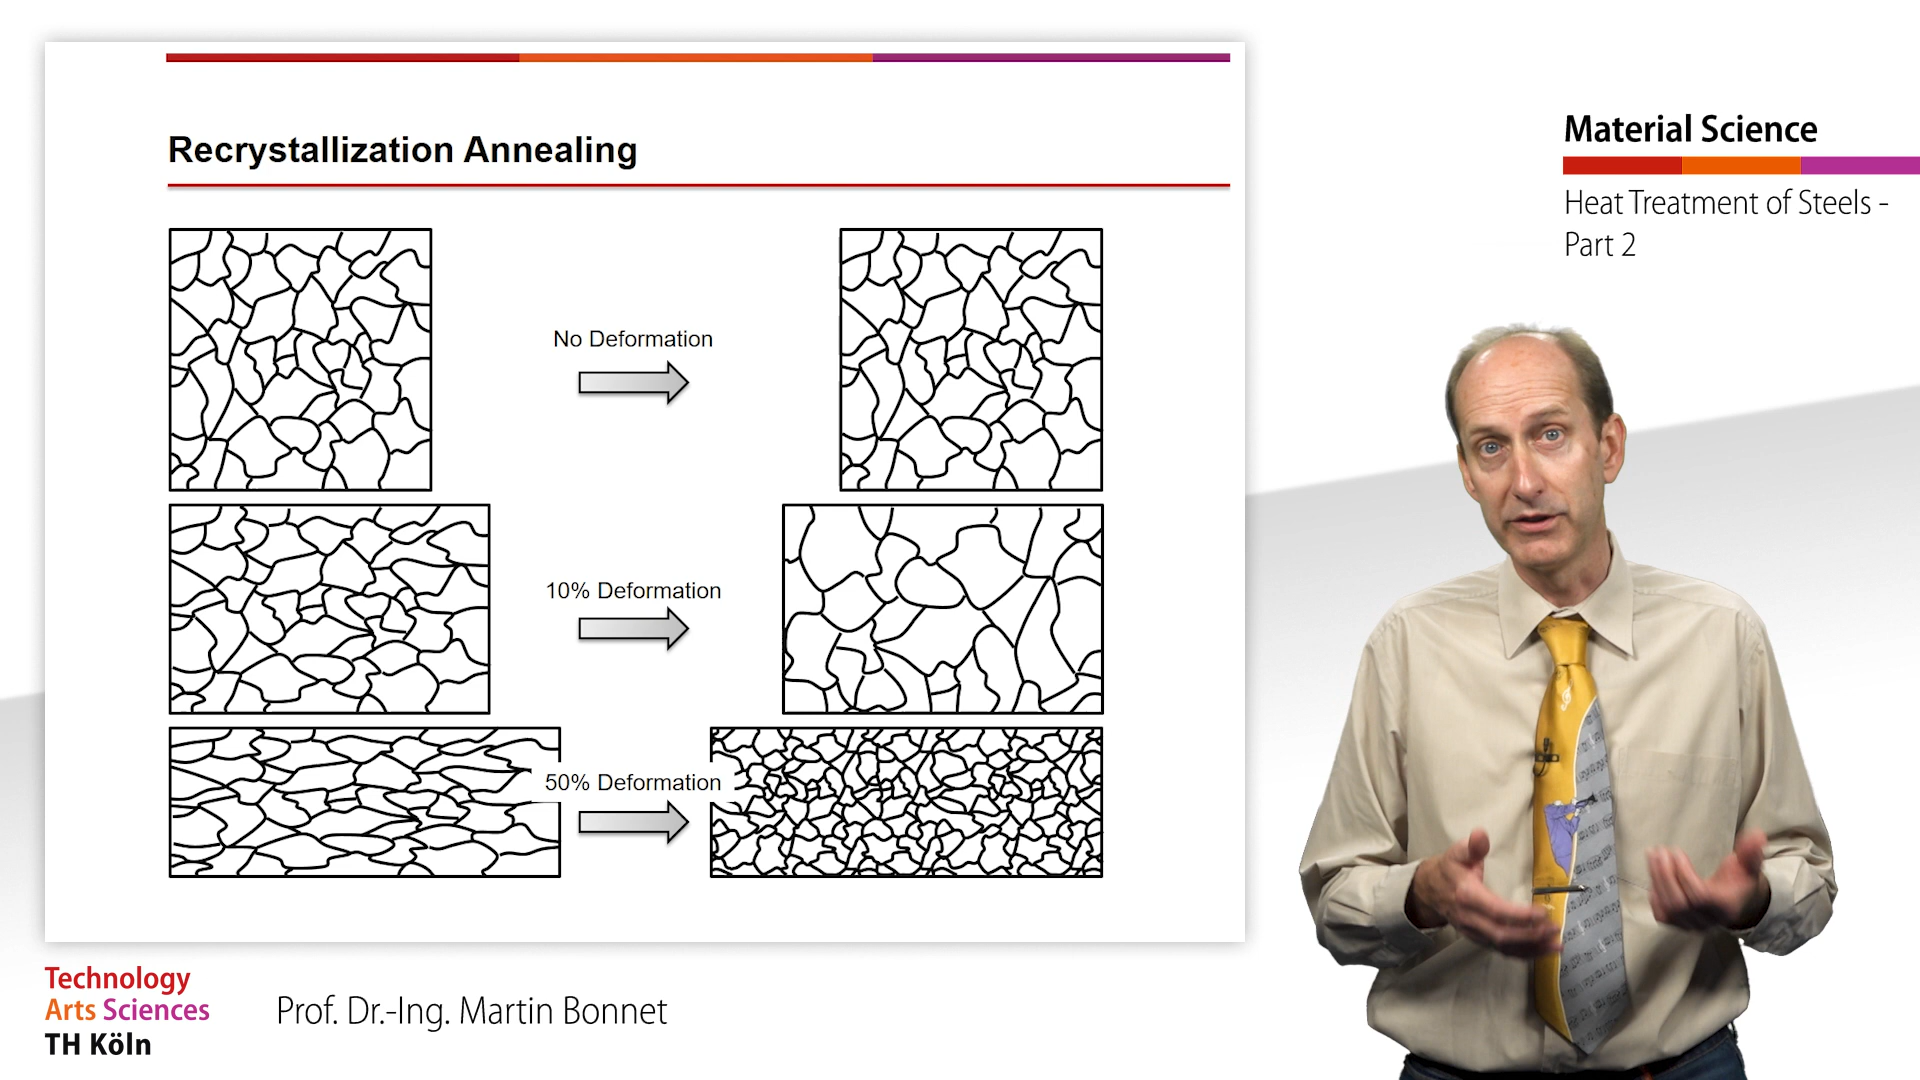 Recrystallization Annealing
No Deformation
10% Deformation
50% Deformation
Material Science
Heat Treatment of Steels -
Part 2
Technology
Arts Sciences
TH Köln
Prof. Dr.-Ing. Martin Bonnet